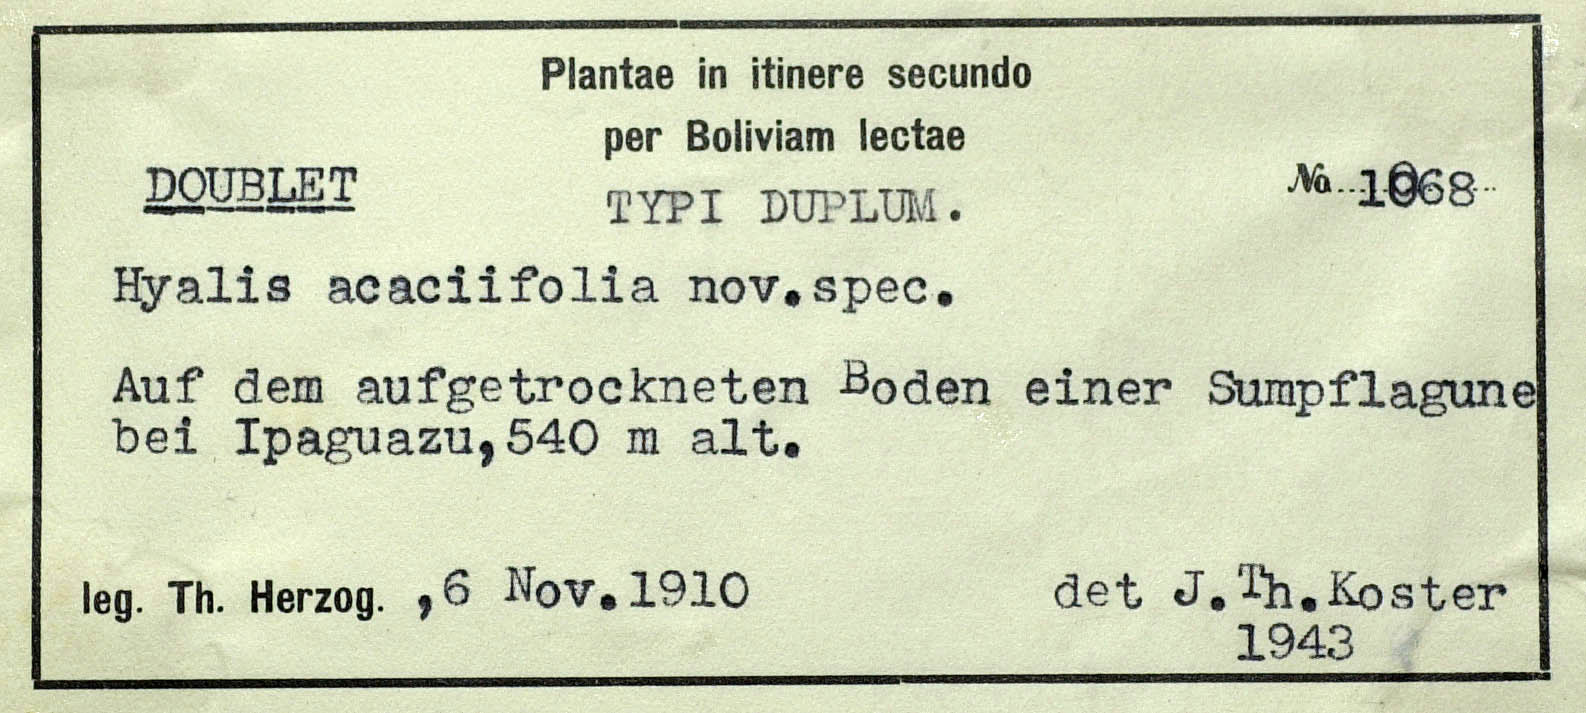 Plantae in itinere secundo
per Boliviam lectae
DOUBLET
TYPI DUPLUM.
No 1068
Hyalis acaciifolia nov.spec.
Auf dem aufgetrockneten Boden einer Sumpflagune
bei Ipaguazu,540 m alt.
leg. Th. Herzog. ,6 Nov.1910
det J.Th.Koster
1943